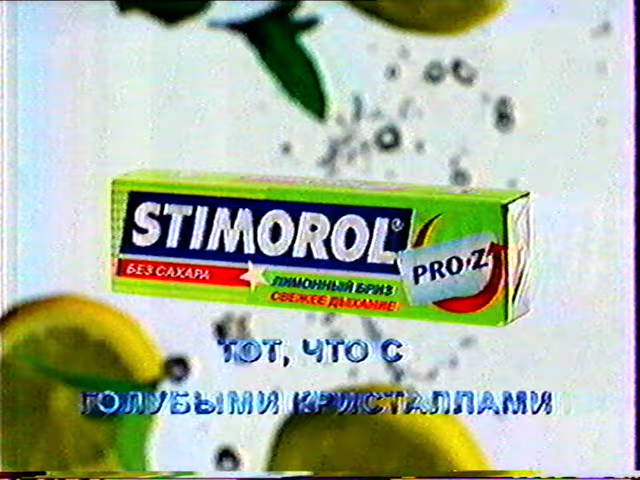 STIMOROL®
PRO-Z
БЕЗ САХАРА
ЛИМОННЫЙ БРИЗ
СВЕЖЕЕ ДЫХАНИЕ
ТОТ, ЧТО С
ГОЛУБЫМИ КРИСТАЛЛАМИ